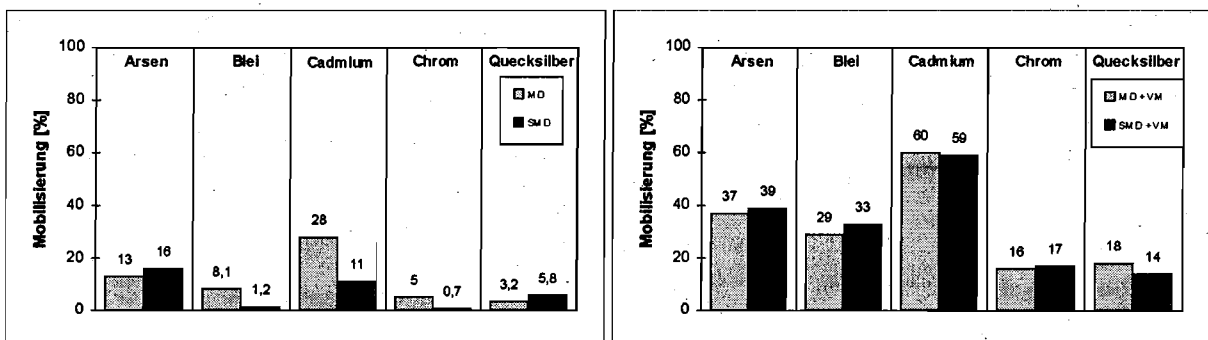 100
80
60
40
20
0
Mobilisierung [%]
Arsen Blei Cadmium Chrom Quecksilber
MD
SMD
13 16 8,1 1,2 28 11 5 0,7 3,2 5,8
100
80
60
40
20
0
Mobilisierung [%]
Arsen Blei Cadmium Chrom Quecksilber
MD+VM
SMD+VM
37 39 29 33 60 59 16 17 18 14